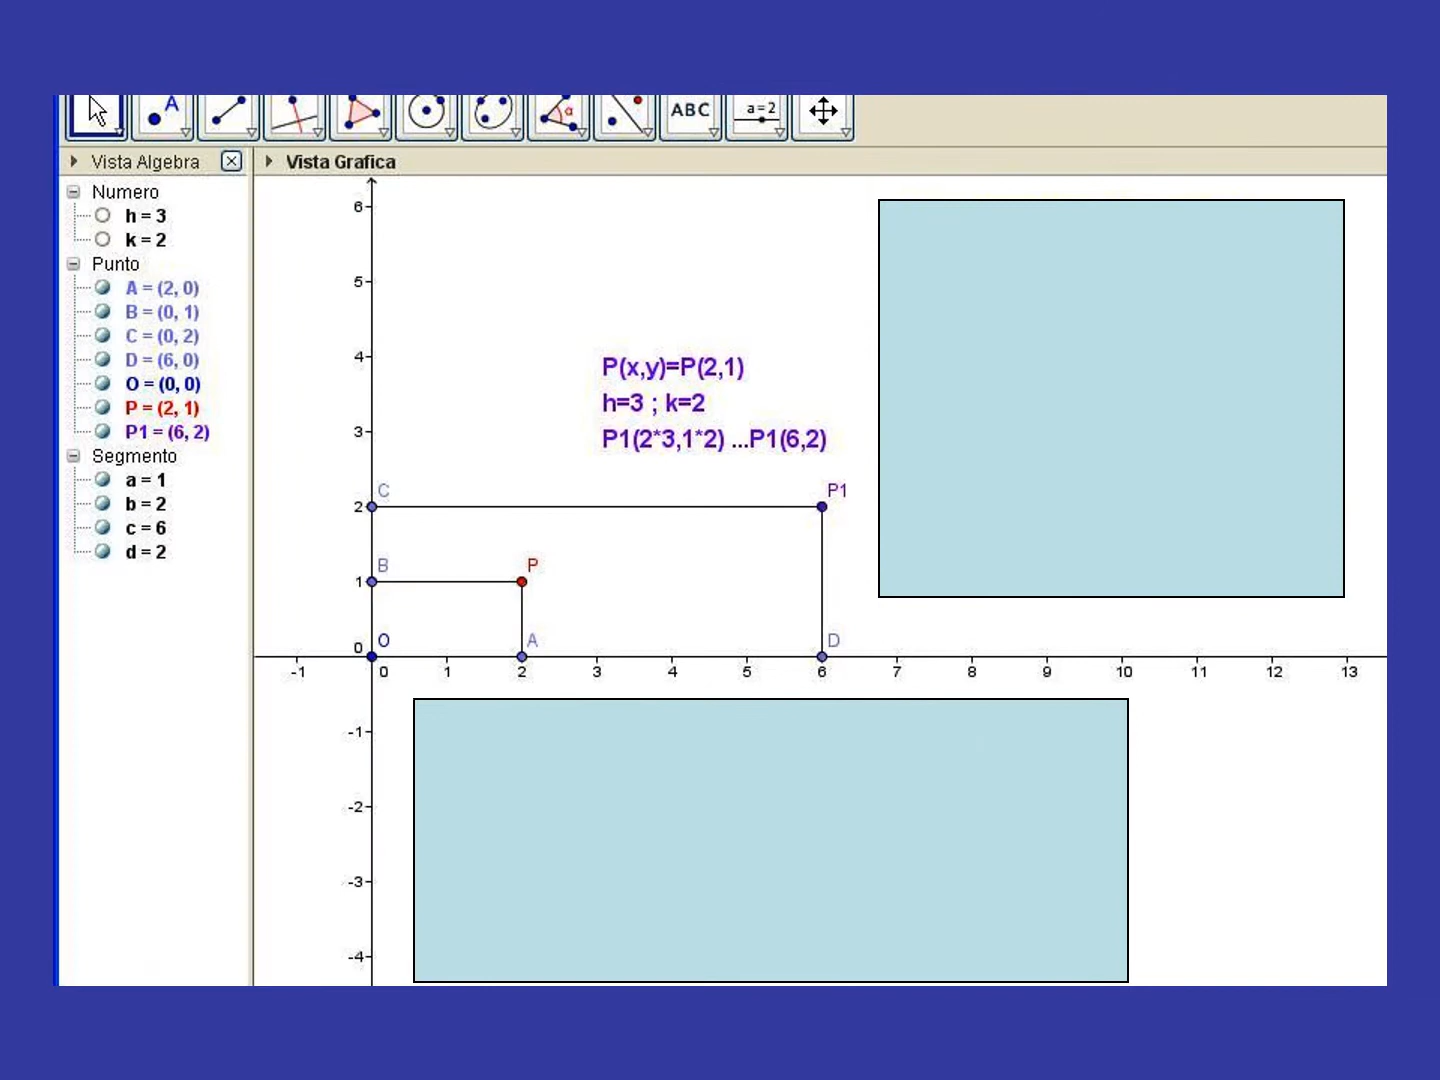 A
α
ABC
a=2
Vista Algebra
Vista Grafica
Numero
h = 3
k = 2
Punto
A = (2, 0)
B = (0, 1)
C = (0, 2)
D = (6, 0)
O = (0, 0)
P = (2, 1)
P1 = (6, 2)
Segmento
a = 1
b = 2
c = 6
d = 2
6
5
4
3
2
1
0
P(x,y)=P(2,1)
h=3 ; k=2
P1(2*3,1*2) ...P1(6,2)
C
P1
B
P
O
A
D
-1 0 1 2 3 4 5 6 7 8 9 10 11 12 13
-1
-2
-3
-4